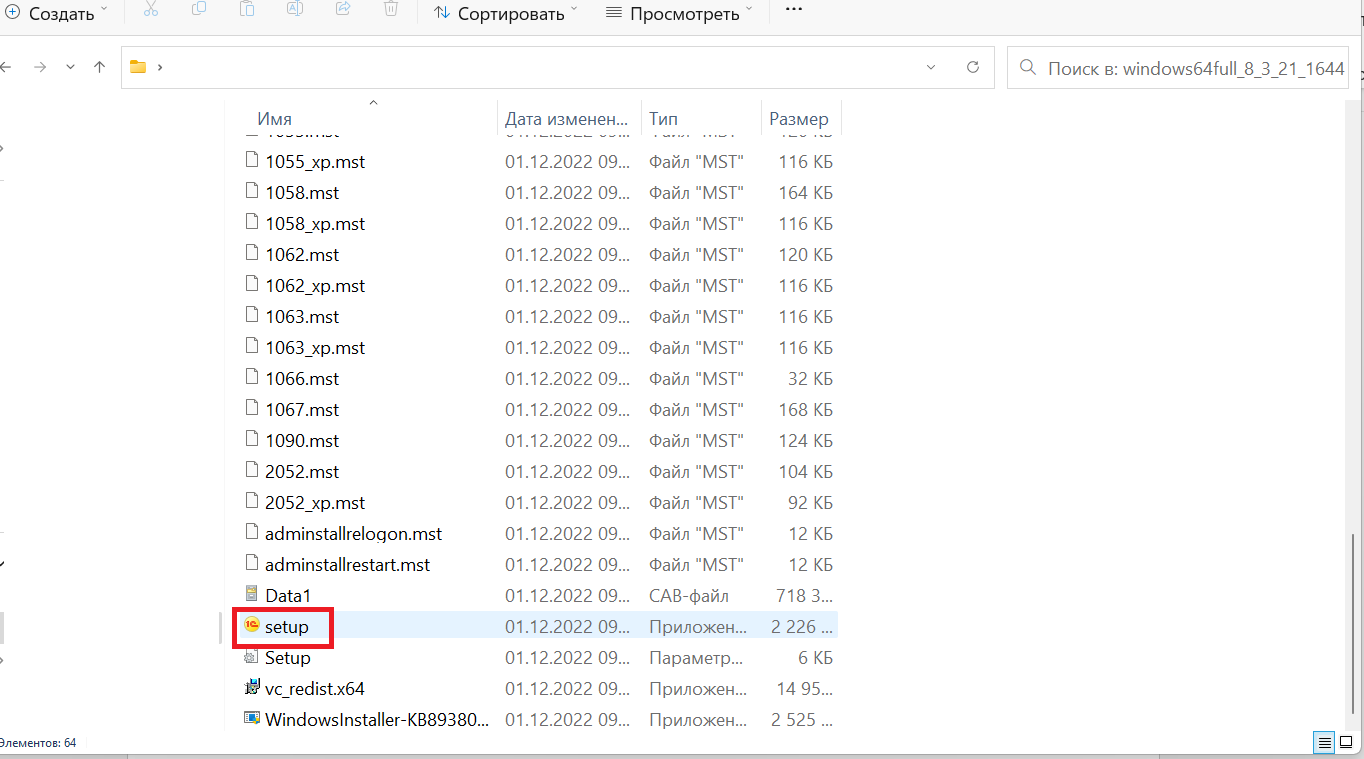 Создать Сортировать Просмотреть ...
Поиск в: windows64full_8_3_21_1644
Имя Дата изменен... Тип Размер
1055_xp.mst 01.12.2022 09... Файл "MST" 116 КБ
1058.mst 01.12.2022 09... Файл "MST" 164 КБ
1058_xp.mst 01.12.2022 09... Файл "MST" 116 КБ
1062.mst 01.12.2022 09... Файл "MST" 120 КБ
1062_xp.mst 01.12.2022 09... Файл "MST" 116 КБ
1063.mst 01.12.2022 09... Файл "MST" 116 КБ
1063_xp.mst 01.12.2022 09... Файл "MST" 116 КБ
1066.mst 01.12.2022 09... Файл "MST" 32 КБ
1067.mst 01.12.2022 09... Файл "MST" 168 КБ
1090.mst 01.12.2022 09... Файл "MST" 124 КБ
2052.mst 01.12.2022 09... Файл "MST" 104 КБ
2052_xp.mst 01.12.2022 09... Файл "MST" 92 КБ
adminstallrelogon.mst 01.12.2022 09... Файл "MST" 12 КБ
adminstallrestart.mst 01.12.2022 09... Файл "MST" 12 КБ
Data1 01.12.2022 09... CAB-файл 718 3...
setup 01.12.2022 09... Приложен... 2 226 ...
Setup 01.12.2022 09... Параметр... 6 КБ
vc_redist.x64 01.12.2022 09... Приложен... 14 95...
WindowsInstaller-KB89380... 01.12.2022 09... Приложен... 2 525 ...
Элементов: 64